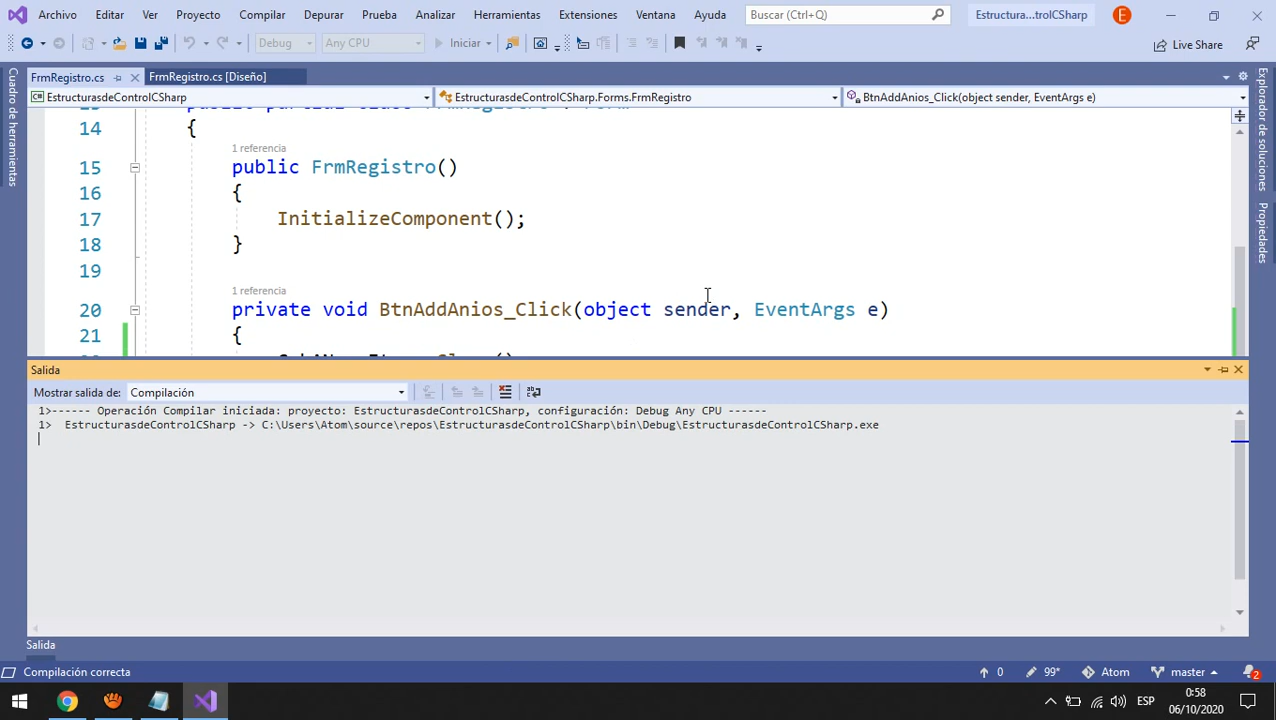 Archivo Editar Ver Proyecto Compilar Depurar Prueba Analizar Herramientas Extensiones Ventana Ayuda Buscar (Ctrl+Q) Estructura...trolCSharp E
Debug Any CPU Iniciar Live Share
FrmRegistro.cs FrmRegistro.cs [Diseño]
EstructurasdeControlCSharp EstructurasdeControlCSharp.Forms.FrmRegistro BtnAddAnios_Click(object sender, EventArgs e)
Cuadro de herramientas
Explorador de soluciones
Propiedades
14 {
1 referencia
15 public FrmRegistro()
16 {
17 InitializeComponent();
18 }
19
1 referencia
20 private void BtnAddAnios_Click(object sender, EventArgs e)
21 {
Salida
Mostrar salida de: Compilación
1>------ Operación Compilar iniciada: proyecto: EstructurasdeControlCSharp, configuración: Debug Any CPU ------
1> EstructurasdeControlCSharp -> C:\Users\Atom\source\repos\EstructurasdeControlCSharp\bin\Debug\EstructurasdeControlCSharp.exe
Salida
Compilación correcta 0 99* Atom master 2
ESP 0:58
06/10/2020